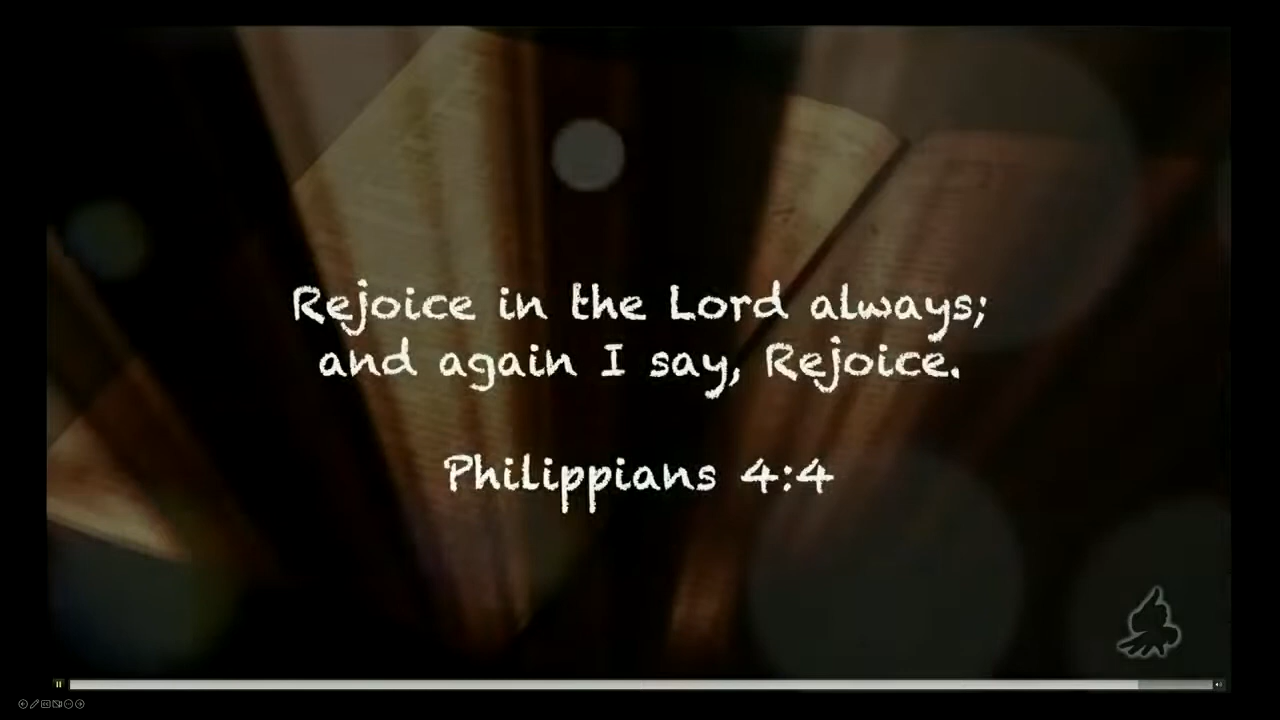 Rejoice in the Lord always;
and again I say, Rejoice.
Philippians 4:4